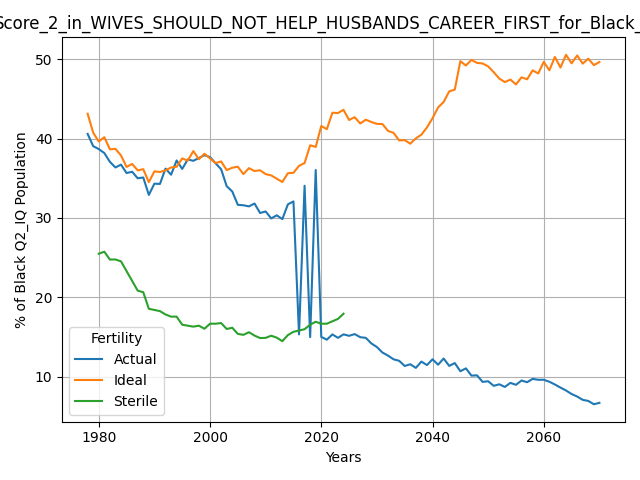 Score_2_in_WIVES_SHOULD_NOT_HELP_HUSBANDS_CAREER_FIRST_for_Black_
% of Black Q2_IQ Population
50
40
30
20
10
Fertility
Actual
Ideal
Sterile
1980
2000
2020
2040
2060
Years